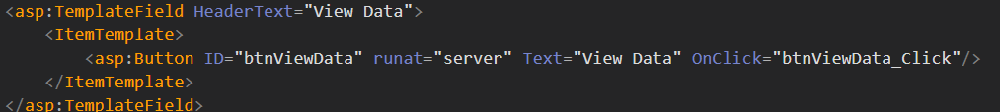 <asp:TemplateField HeaderText="View Data">
<ItemTemplate>
<asp:Button ID="btnViewData" runat="server" Text="View Data" OnClick="btnViewData_Click"/>
</ItemTemplate>
</asp:TemplateField>